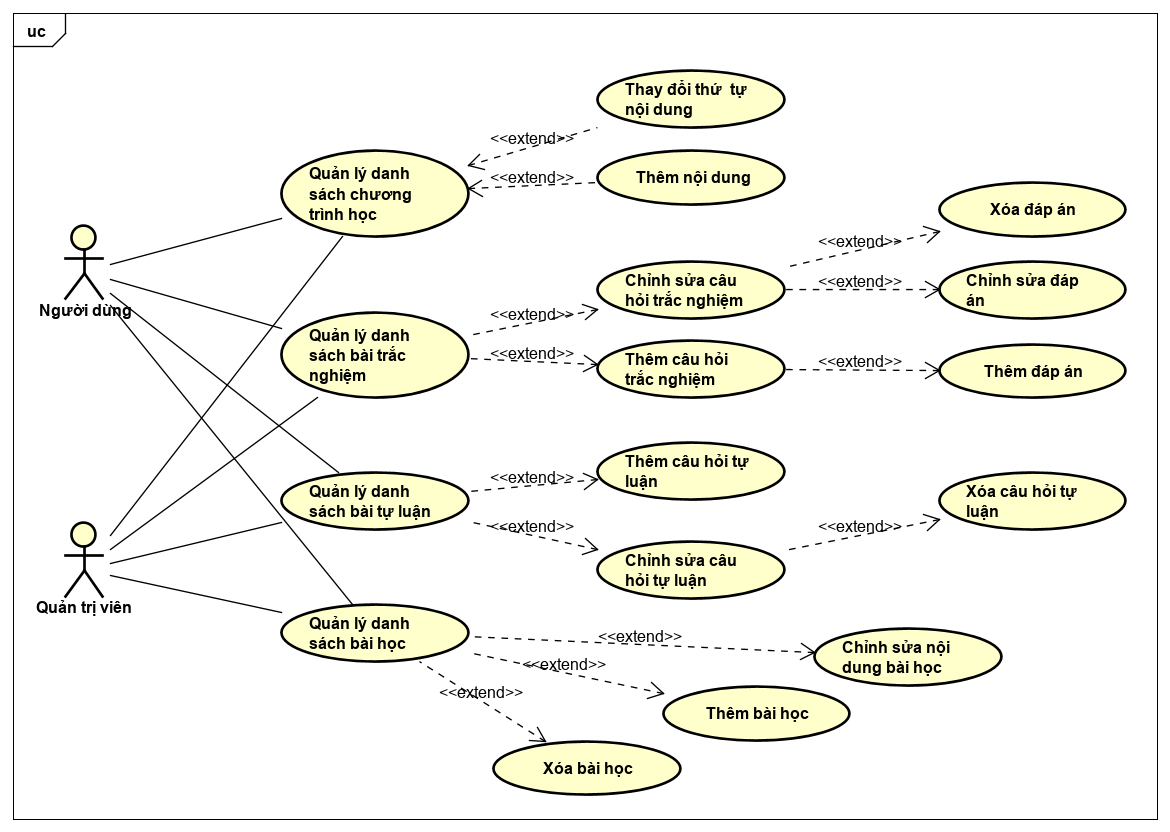 uc
Thay đổi thứ tự
nội dung
<<extend>>
Quản lý danh
sách chương
trình học
<<extend>>
Thêm nội dung
Xóa đáp án
<<extend>>
Người dùng
Chỉnh sửa câu
hỏi trắc nghiệm
<<extend>>
Chỉnh sửa đáp
án
<<extend>>
Quản lý danh
sách bài trắc
nghiệm
<<extend>>
Thêm câu hỏi
trắc nghiệm
<<extend>>
Thêm đáp án
Thêm câu hỏi tự
luận
<<extend>>
Quản lý danh
sách bài tự luận
Xóa câu hỏi tự
luận
<<extend>>
<<extend>>
Chỉnh sửa câu
hỏi tự luận
Quản trị viên
Quản lý danh
sách bài học
<<extend>>
Chỉnh sửa nội
dung bài học
<<extend>>
<<extend>>
Thêm bài học
Xóa bài học